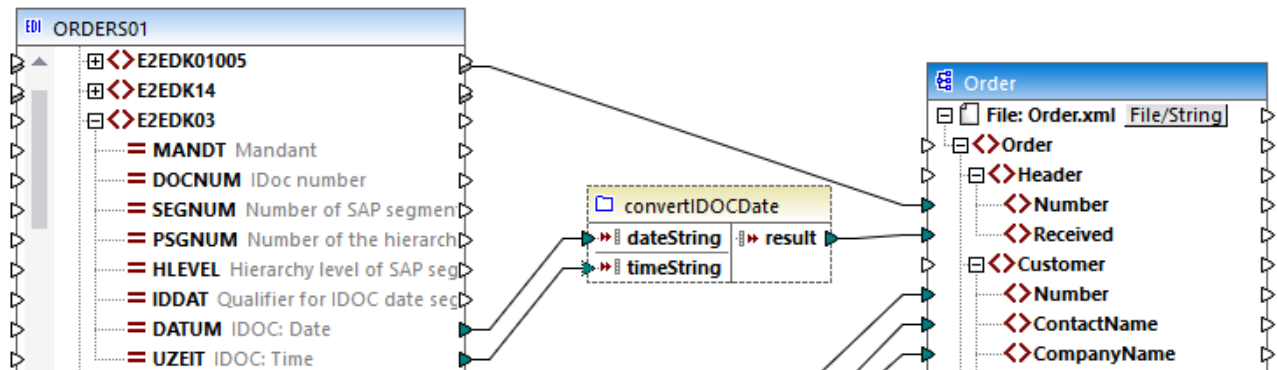 EDI ORDERS01
E2EDK01005
E2EDK14
E2EDK03
MANDT Mandant
DOCNUM IDoc number
SEGNUM Number of SAP segmen
PSGNUM Number of the hierarch
HLEVEL Hierarchy level of SAP seg
IDDAT Qualifier for IDOC date seg
DATUM IDOC: Date
UZEIT IDOC: Time
convertIDOCDate
dateString result
timeString
Order
File: Order.xml File/String
Order
Header
Number
Received
Customer
Number
ContactName
CompanyName